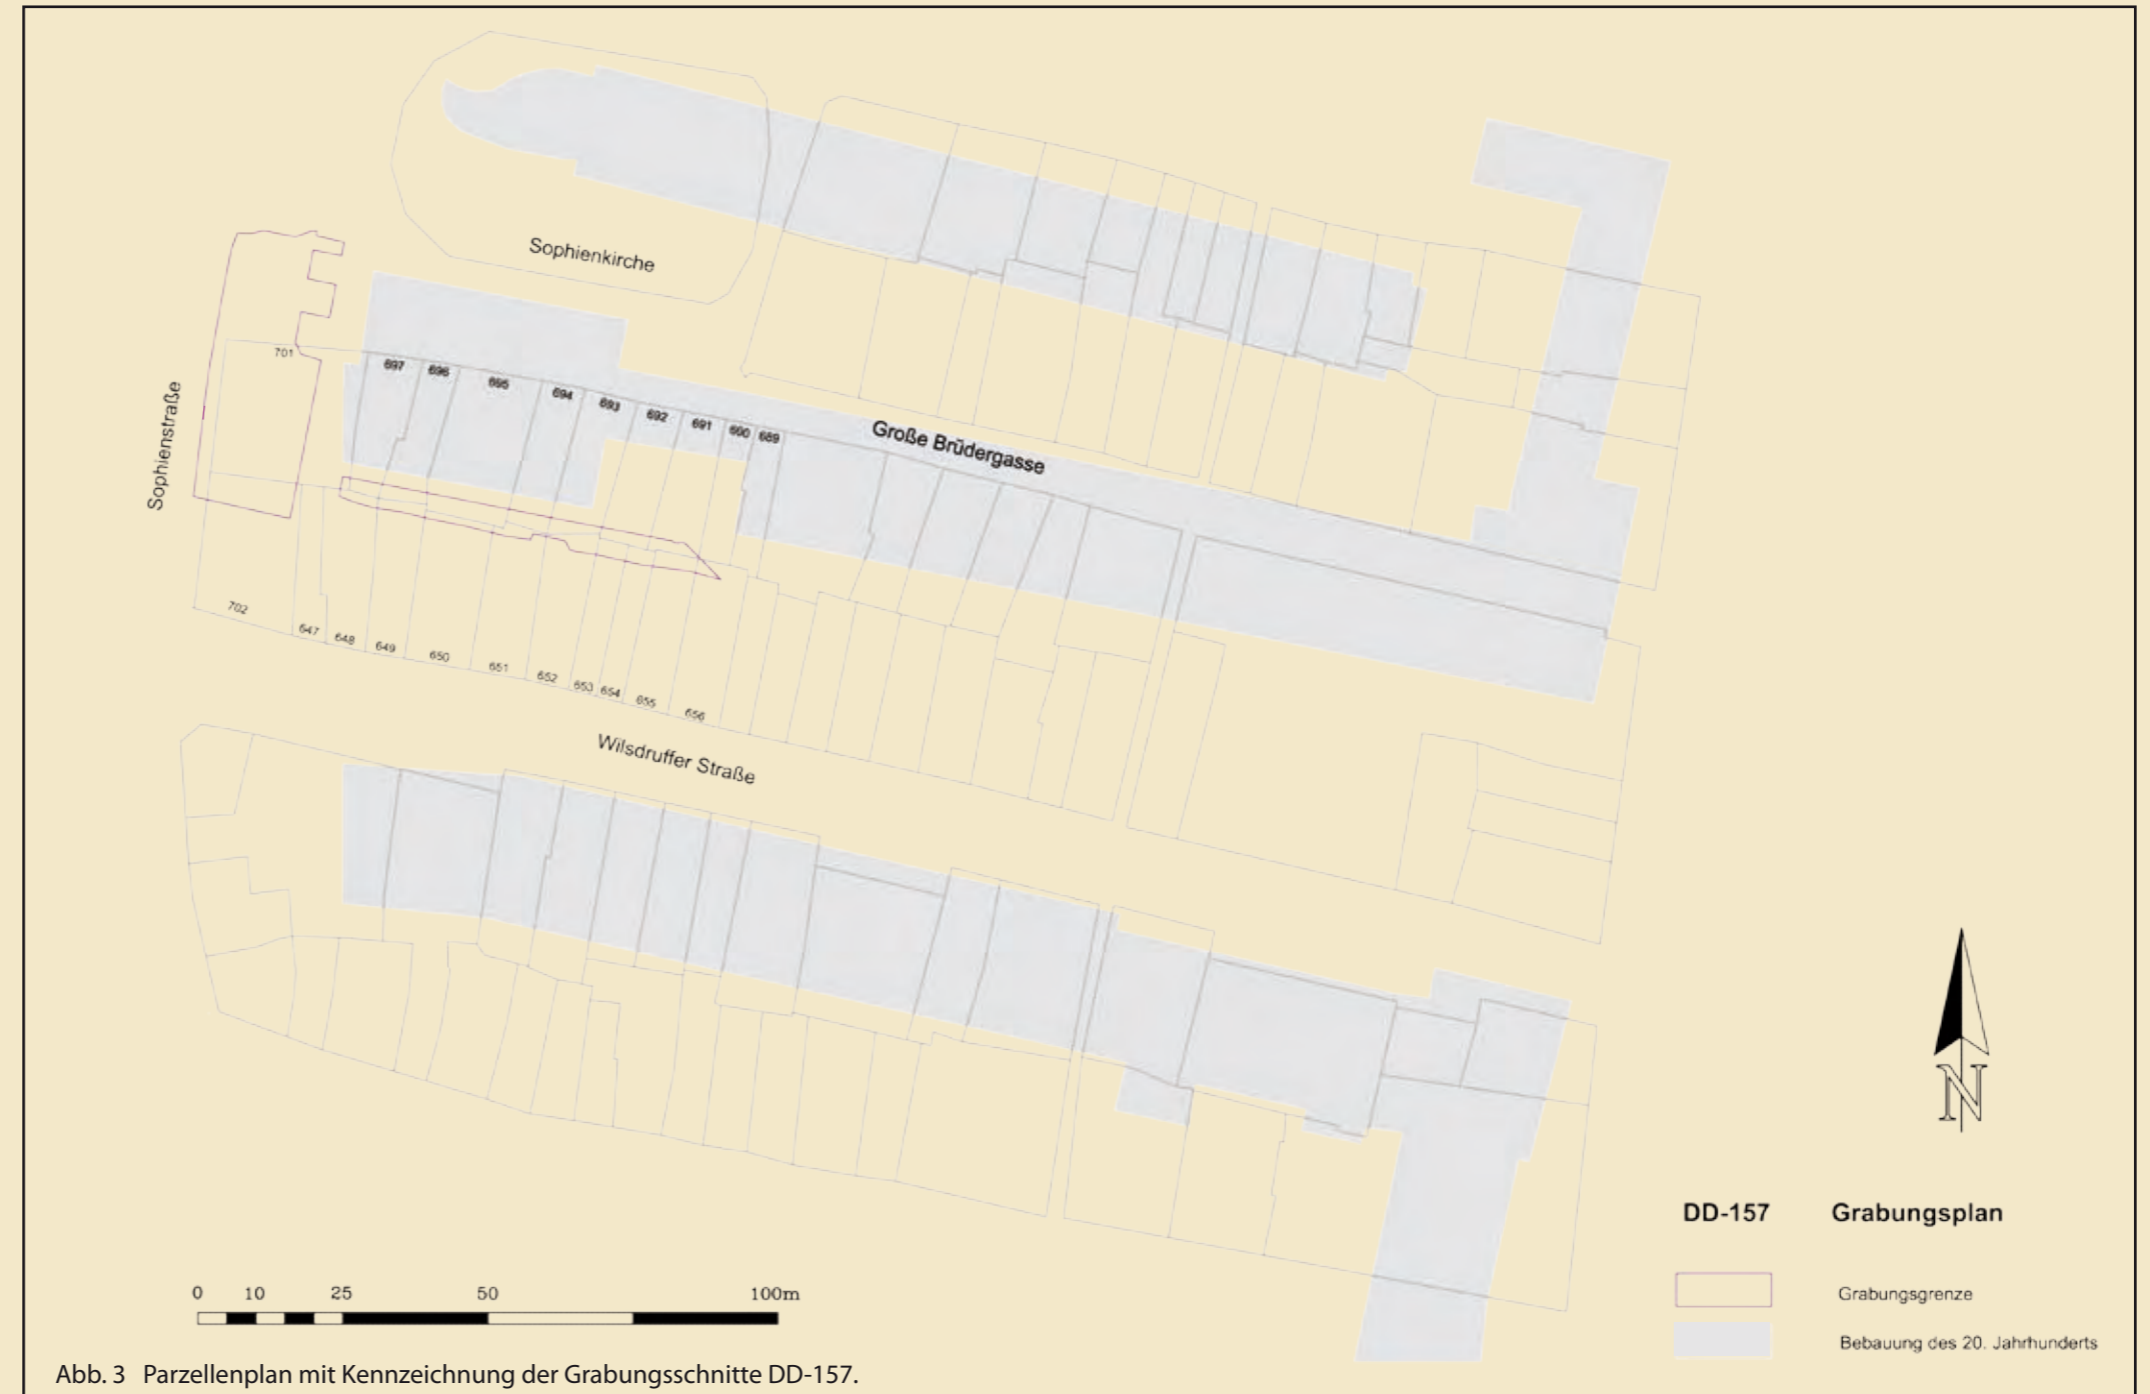 Sophienkirche
701
Sophienstraße
697 696 695 694 693 692 691 690 689
Große Brüdergasse
702 647 648 649 650 651 652 653 654 655 656
Wilsdruffer Straße
N
DD-157 Grabungsplan
Grabungsgrenze
Bebauung des 20. Jahrhunderts
0 10 25 50 100m
Abb. 3 Parzellenplan mit Kennzeichnung der Grabungsschnitte DD-157.